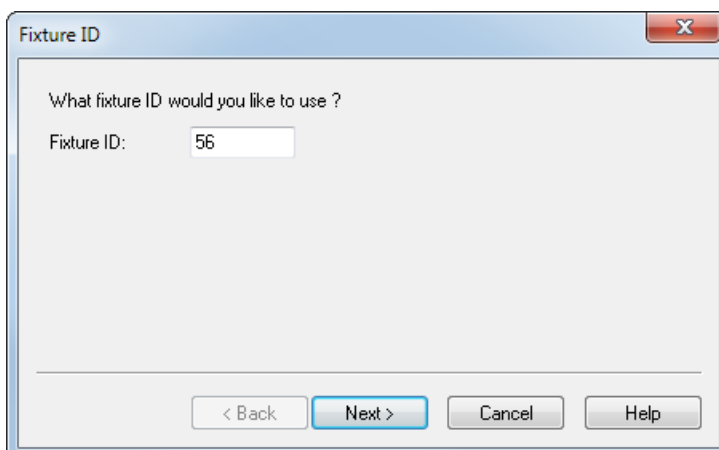 Fixture ID
What fixture ID would you like to use ?
Fixture ID: 56
< Back Next > Cancel Help